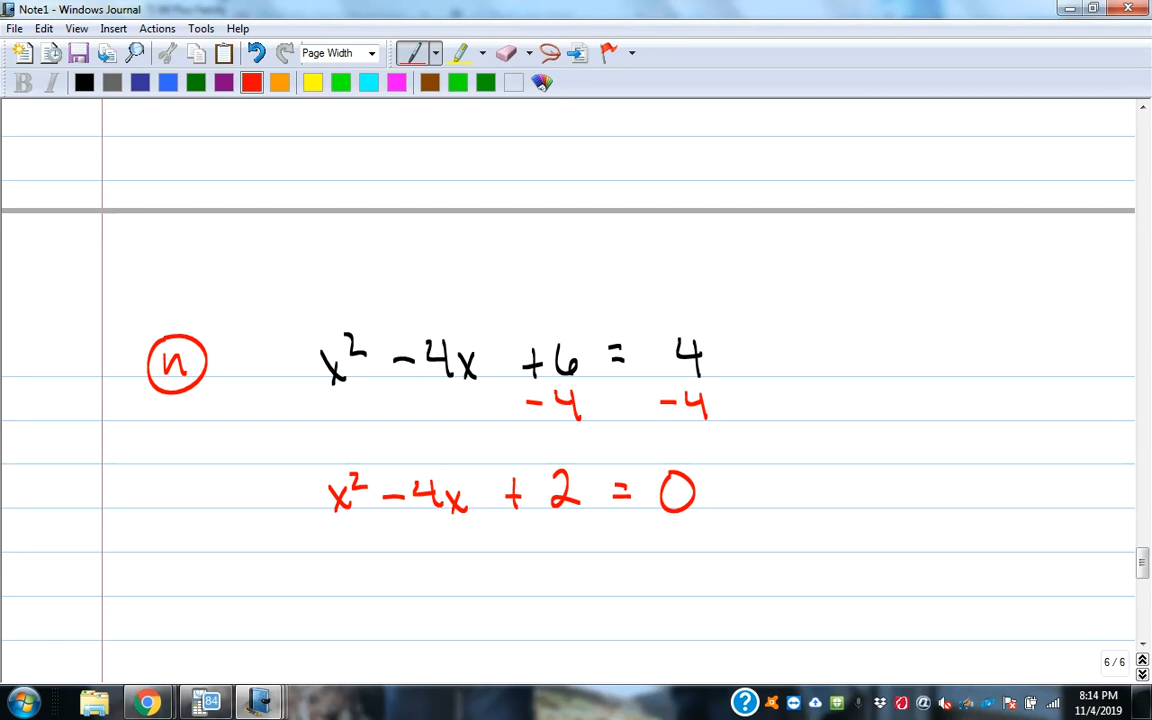 Note1 - Windows Journal
File Edit View Insert Actions Tools Help
Page Width
B I
n x² - 4x + 6 = 4
- 4 - 4
x² - 4x + 2 = 0
6 / 6
84
8:14 PM
11/4/2019